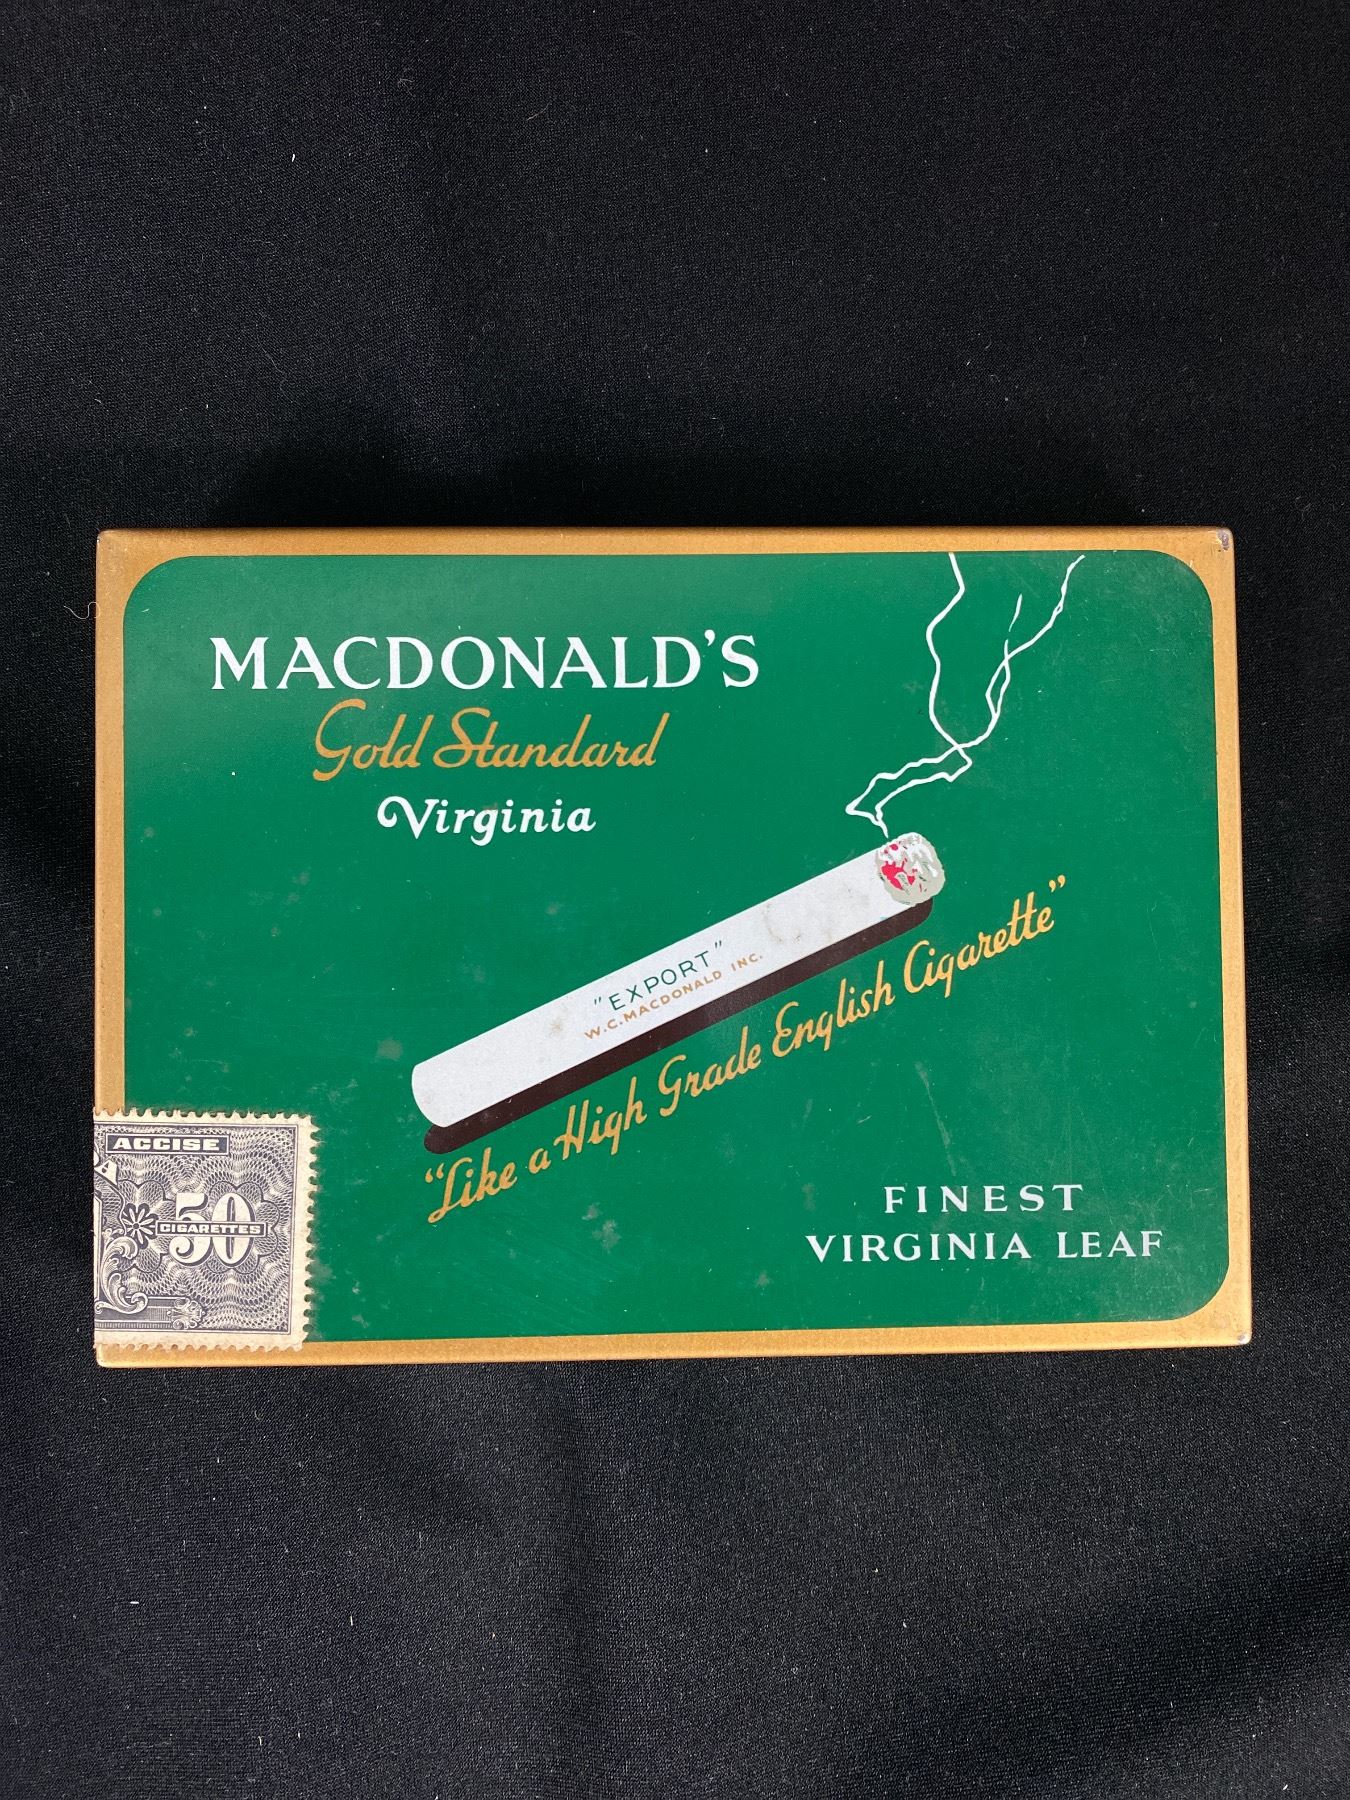 MACDONALD'S
Gold Standard
Virginia
"EXPORT"
W.C.MACDONALD INC.
"Like a High Grade English Cigarette"
FINEST
VIRGINIA LEAF
ACCISE
50
CIGARETTES